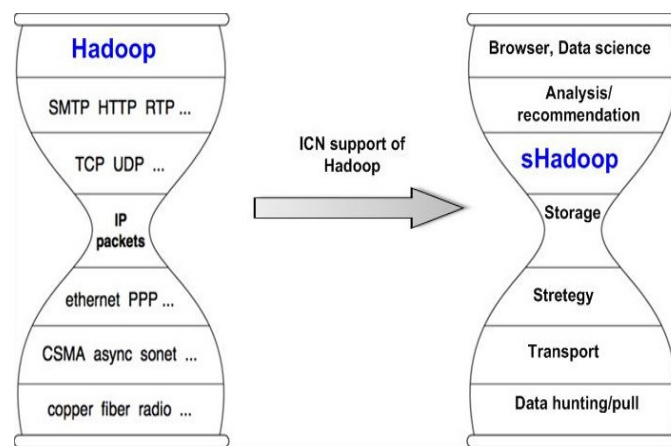 Hadoop
SMTP HTTP RTP ...
TCP UDP ...
IP
packets
ethernet PPP ...
CSMA async sonet ...
copper fiber radio ...
ICN support of
Hadoop
Browser, Data science
Analysis/
recommendation
sHadoop
Storage
Stretegy
Transport
Data hunting/pull